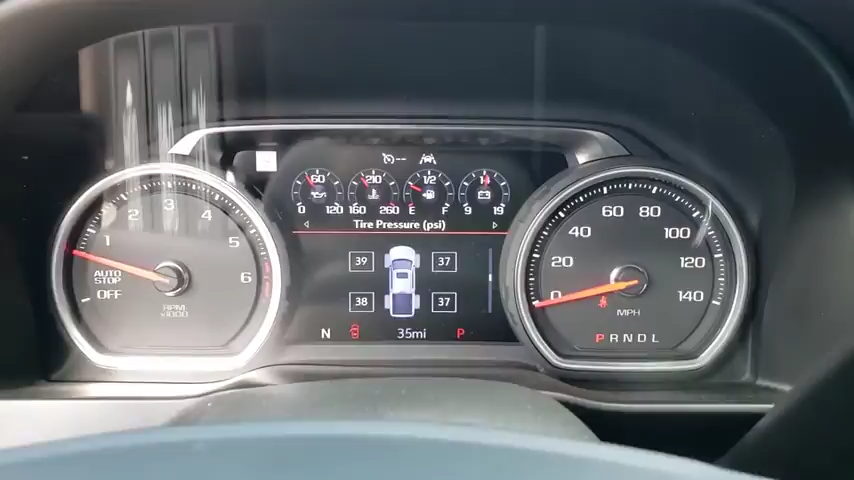 60 210 1/2 14
0 120 160 260 E F 9 19
Tire Pressure (psi)
39 37
38 37
N 35mi P
1 2 3 4 5 6
AUTO
STOP
OFF
RPM
x1000
0 20 40 60 80 100 120 140
MPH
P R N D L